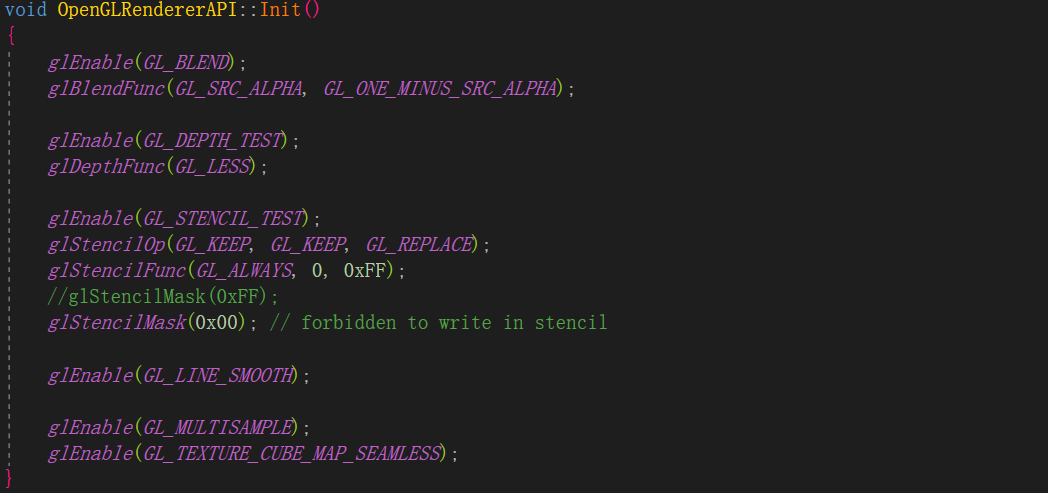 void OpenGLRendererAPI::Init()
{
glEnable(GL_BLEND);
glBlendFunc(GL_SRC_ALPHA, GL_ONE_MINUS_SRC_ALPHA);
glEnable(GL_DEPTH_TEST);
glDepthFunc(GL_LESS);
glEnable(GL_STENCIL_TEST);
glStencilOp(GL_KEEP, GL_KEEP, GL_REPLACE);
glStencilFunc(GL_ALWAYS, 0, 0xFF);
//glStencilMask(0xFF);
glStencilMask(0x00); // forbidden to write in stencil
glEnable(GL_LINE_SMOOTH);
glEnable(GL_MULTISAMPLE);
glEnable(GL_TEXTURE_CUBE_MAP_SEAMLESS);
}